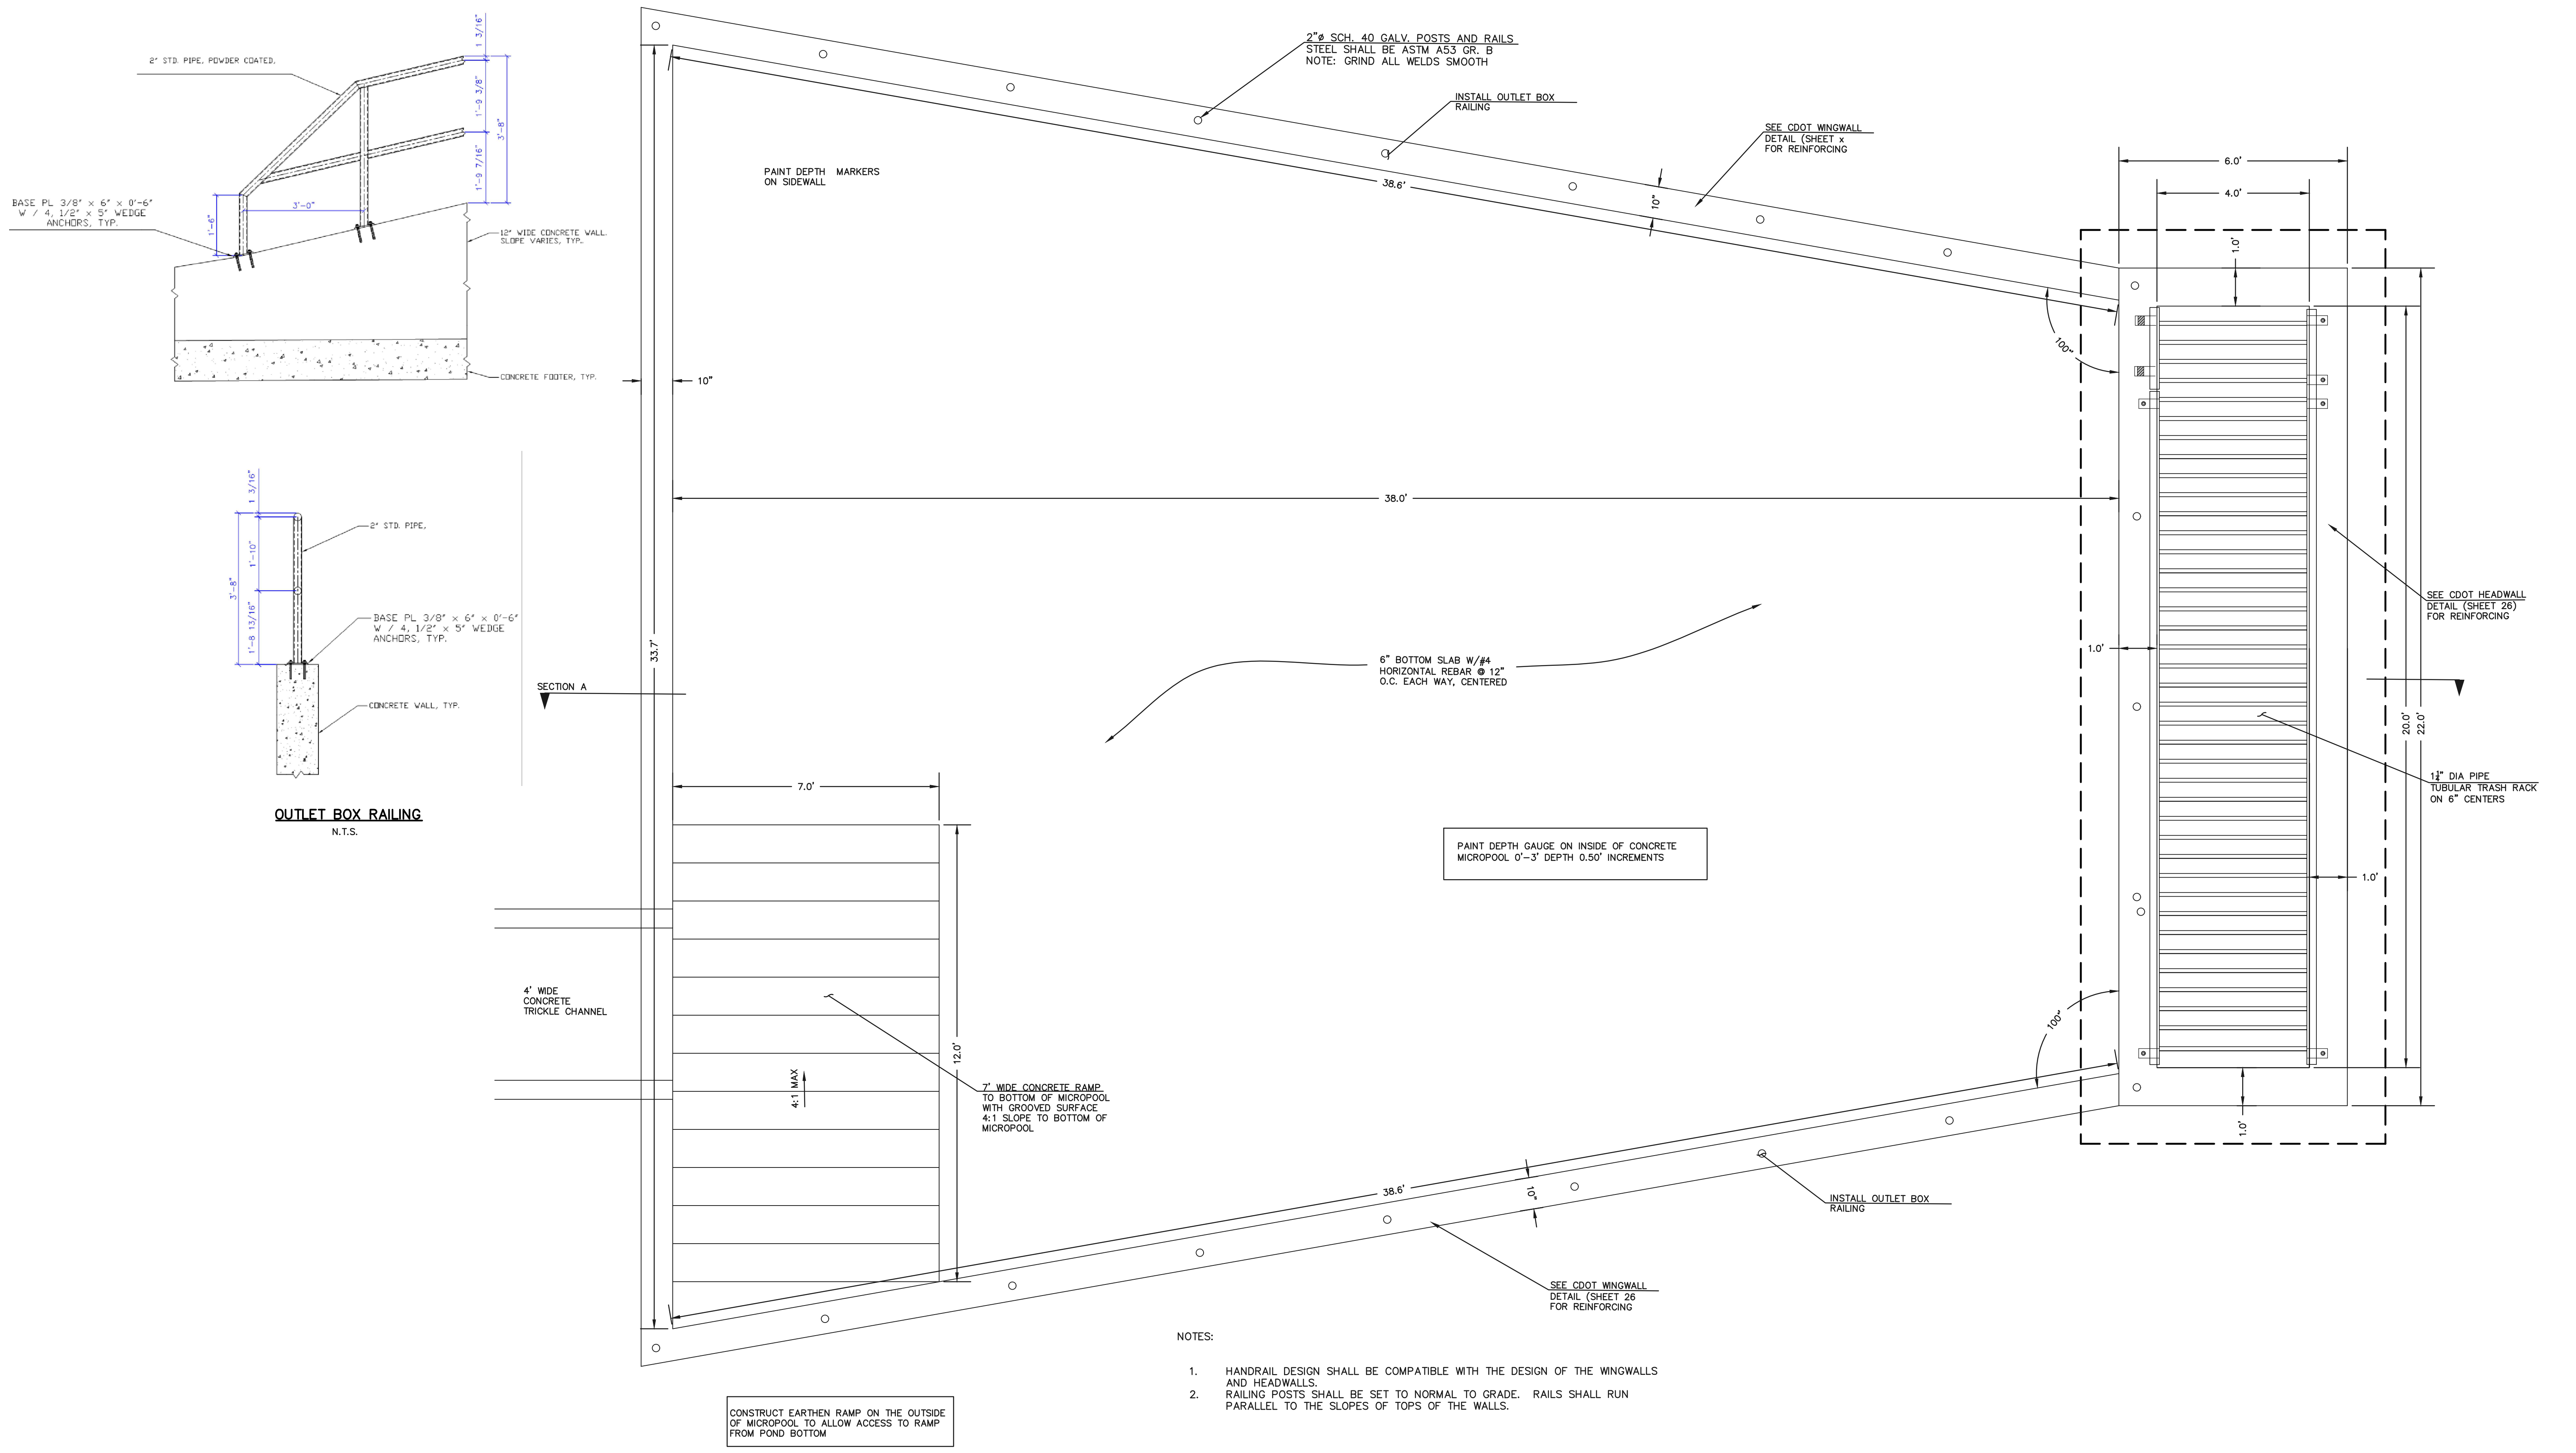 1 3/16"
2" STD. PIPE, POWDER COATED,
1'-9 3/8"
3'-8"
1'-9 7/16"
BASE PL 3/8" x 6" x 0'-6"
W / 4, 1/2" x 5" WEDGE
ANCHORS, TYP.
1'-6"
3'-0"
12" WIDE CONCRETE WALL.
SLOPE VARIES, TYP.
CONCRETE FOOTER, TYP.
1 3/16"
2" STD. PIPE,
1'-10"
3'-8"
1'-8 13/16"
BASE PL 3/8" x 6" x 0'-6"
W / 4, 1/2" x 5" WEDGE
ANCHORS, TYP.
CONCRETE WALL, TYP.
OUTLET BOX RAILING
N.T.S.
2"ø SCH. 40 GALV. POSTS AND RAILS
STEEL SHALL BE ASTM A53 GR. B
NOTE: GRIND ALL WELDS SMOOTH
INSTALL OUTLET BOX
RAILING
SEE CDOT WINGWALL
DETAIL (SHEET x
FOR REINFORCING
PAINT DEPTH MARKERS
ON SIDEWALL
38.6'
10"
6.0'
4.0'
1.0'
100°
10"
38.0'
33.7'
SECTION A
6" BOTTOM SLAB W/#4
HORIZONTAL REBAR @ 12"
O.C. EACH WAY, CENTERED
1.0'
SEE CDOT HEADWALL
DETAIL (SHEET 26)
FOR REINFORCING
20.0'
22.0'
1¼" DIA PIPE
TUBULAR TRASH RACK
ON 6" CENTERS
7.0'
PAINT DEPTH GAUGE ON INSIDE OF CONCRETE
MICROPOOL 0'-3' DEPTH 0.50' INCREMENTS
1.0'
4' WIDE
CONCRETE
TRICKLE CHANNEL
12.0'
4:1 MAX
7' WIDE CONCRETE RAMP
TO BOTTOM OF MICROPOOL
WITH GROOVED SURFACE
4:1 SLOPE TO BOTTOM OF
MICROPOOL
100°
1.0'
38.6'
10"
INSTALL OUTLET BOX
RAILING
SEE CDOT WINGWALL
DETAIL (SHEET 26
FOR REINFORCING
NOTES:
1. HANDRAIL DESIGN SHALL BE COMPATIBLE WITH THE DESIGN OF THE WINGWALLS
AND HEADWALLS.
2. RAILING POSTS SHALL BE SET TO NORMAL TO GRADE. RAILS SHALL RUN
PARALLEL TO THE SLOPES OF TOPS OF THE WALLS.
CONSTRUCT EARTHEN RAMP ON THE OUTSIDE
OF MICROPOOL TO ALLOW ACCESS TO RAMP
FROM POND BOTTOM